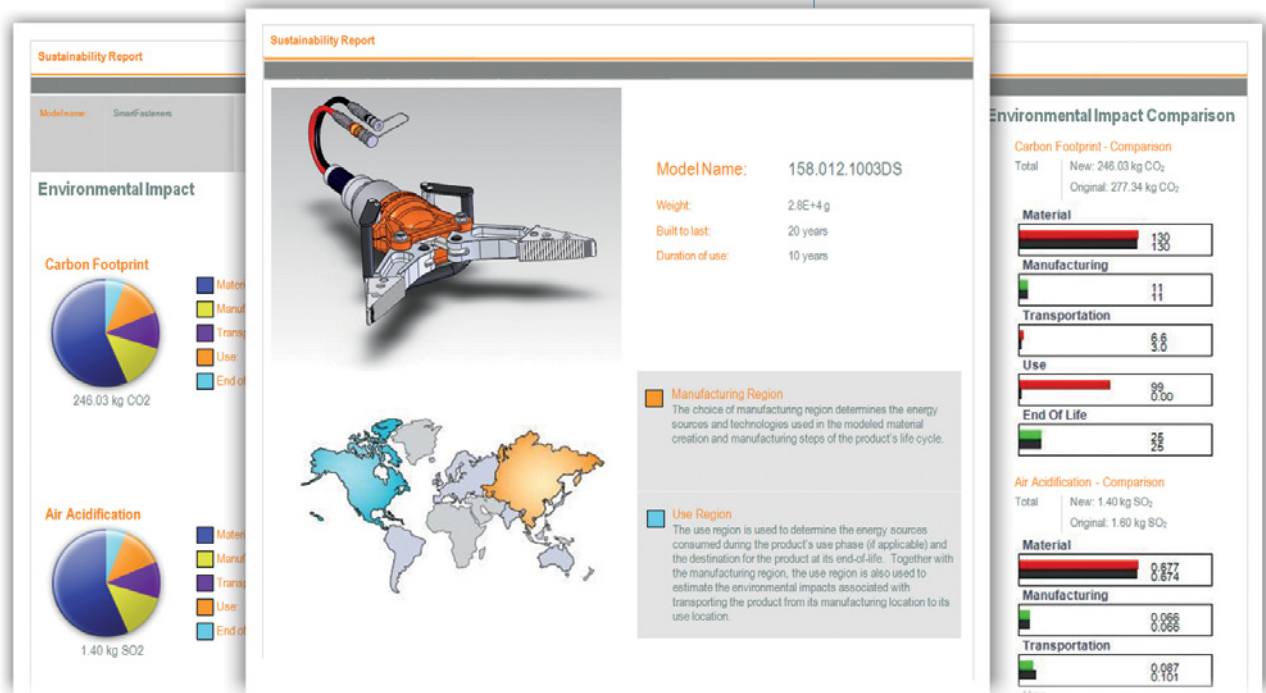 Sustainability Report
Model name: SmartFasteners
Environmental Impact
Carbon Footprint
246.03 kg CO2
Air Acidification
1.40 kg SO2
Sustainability Report
Model Name: 158.012.1003DS
Weight: 2.8E+4 g
Built to last: 20 years
Duration of use: 10 years
Manufacturing Region
The choice of manufacturing region determines the energy
sources and technologies used in the modeled material
creation and manufacturing steps of the product's life cycle.
Use Region
The use region is used to determine the energy sources
consumed during the product's use phase (if applicable) and
the destination for the product at its end-of-life. Together with
the manufacturing region, the use region is also used to
estimate the environmental impacts associated with
transporting the product from its manufacturing location to its
use location.
Environmental Impact Comparison
Carbon Footprint - Comparison
Total New: 246.03 kg CO₂
Original: 277.34 kg CO₂
Material
130
130
Manufacturing
11
11
Transportation
6.6
3.0
Use
99
0.00
End Of Life
25
25
Air Acidification - Comparison
Total New: 1.40 kg SO₂
Original: 1.60 kg SO₂
Material
0.677
0.674
Manufacturing
0.066
0.066
Transportation
0.087
0.101